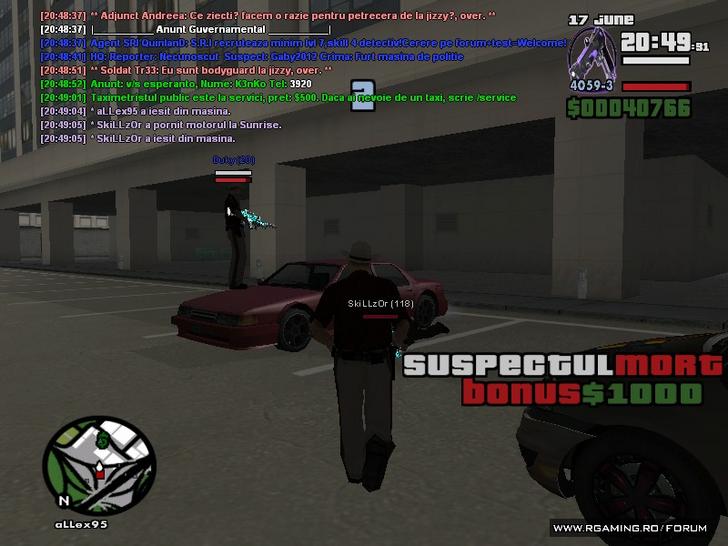 [20:48:37] ** Adjunct Andreea: Ce ziceti? facem o razie pentru petrecera de la jizzy?, over. **
[20:48:37] |__________ Anunt Guvernamental __________|
[20:48:37] Agent SRI QuinlanD: S.R.I recruteaza minim lvl 7,skill 4 detectiv!Cerere pe forum+test=Welcome!
[20:48:41] HQ: Reporter: Necunoscut Suspect: Gaby2012 Crima: Furt masina de politie
[20:48:51] ** Soldat Tr33: Eu sunt bodyguard la jizzy, over. **
[20:48:52] Anunt: v/s esperanto, Nume: K3nKo Tel: 3920
[20:49:01] Taximetristul public este la servici, pret: $500. Daca ai nevoie de un taxi, scrie /service
[20:49:04] * aLLex95 a iesit din masina.
[20:49:05] * SkiLLzOr a pornit motorul la Sunrise.
[20:49:05] * SkiLLzOr a iesit din masina.
17 June
20:49:31
4059-3
$00040766
2
Duky(20)
SkiLLzOr (118)
SUSPECTUL MORT
BONUS $1000
N
aLLex95
WWW.RGAMING.RO/FORUM